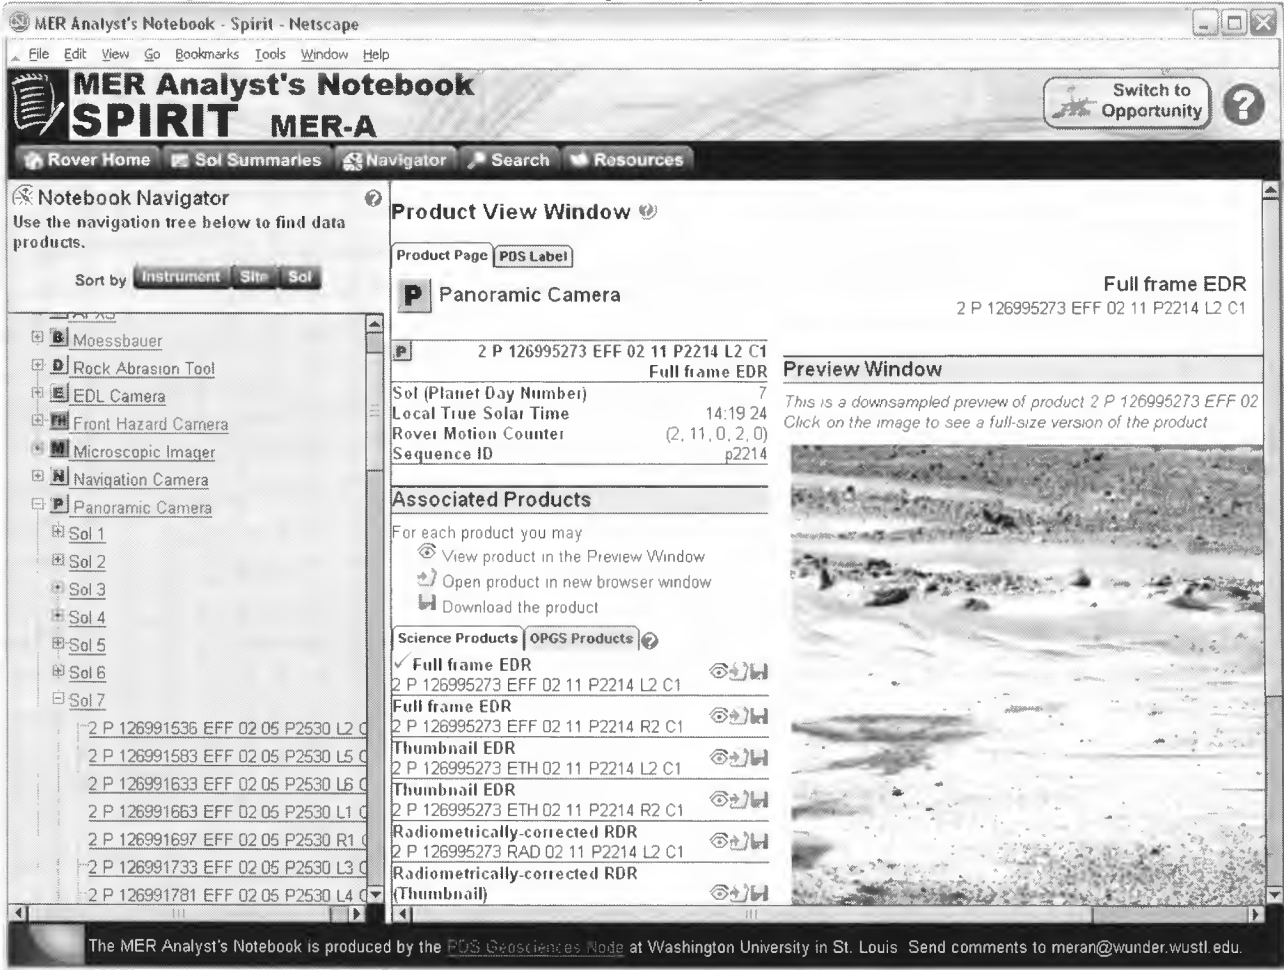 MER Analyst's Notebook - Spirit - Netscape
File Edit View Go Bookmarks Tools Window Help
MER Analyst's Notebook
SPIRIT MER-A
Switch to
Opportunity
?
Rover Home Sol Summaries Navigator Search Resources
Notebook Navigator ?
Use the navigation tree below to find data
products.
Sort by Instrument Site Sol
APXS
B Moessbauer
D Rock Abrasion Tool
E EDL Camera
FH Front Hazard Camera
M Microscopic Imager
N Navigation Camera
P Panoramic Camera
Sol 1
Sol 2
Sol 3
Sol 4
Sol 5
Sol 6
Sol 7
2 P 126991536 EFF 02 05 P2530 L2 C
2 P 126991583 EFF 02 05 P2530 L5 C
2 P 126991633 EFF 02 05 P2530 L6 C
2 P 126991663 EFF 02 05 P2530 L1 C
2 P 126991697 EFF 02 05 P2530 R1 C
2 P 126991733 EFF 02 05 P2530 L3 C
2 P 126991781 EFF 02 05 P2530 L4 C
Product View Window ?
Product Page PDS Label
P Panoramic Camera
Full frame EDR
2 P 126995273 EFF 02 11 P2214 L2 C1
P 2 P 126995273 EFF 02 11 P2214 L2 C1
Full frame EDR
Sol (Planet Day Number) 7
Local True Solar Time 14:19 24
Rover Motion Counter (2, 11, 0, 2, 0)
Sequence ID p2214
Associated Products
For each product you may
View product in the Preview Window
Open product in new browser window
Download the product
Science Products OPGS Products ?
Full frame EDR
2 P 126995273 EFF 02 11 P2214 L2 C1
Full frame EDR
2 P 126995273 EFF 02 11 P2214 R2 C1
Thumbnail EDR
2 P 126995273 ETH 02 11 P2214 L2 C1
Thumbnail EDR
2 P 126995273 ETH 02 11 P2214 R2 C1
Radiometrically-corrected RDR
2 P 126995273 RAD 02 11 P2214 L2 C1
Radiometrically-corrected RDR
(Thumbnail)
Preview Window
This is a downsampled preview of product 2 P 126995273 EFF 02
Click on the image to see a full-size version of the product
The MER Analyst's Notebook is produced by the PDS Geosciences Node at Washington University in St. Louis Send comments to meran@wunder.wustl.edu.